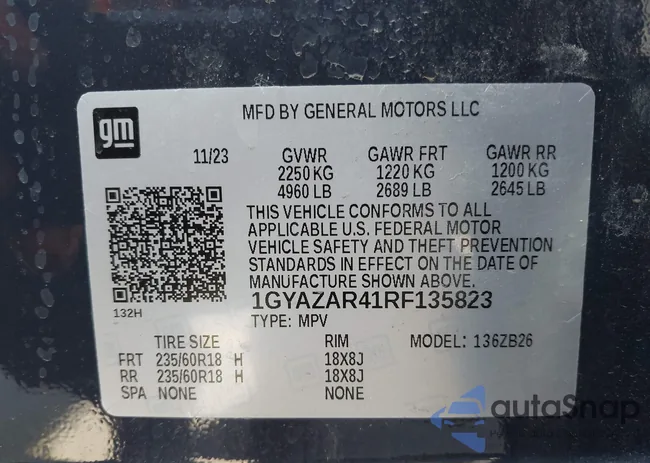 MFD BY GENERAL MOTORS LLC
gm
11/23 GVWR GAWR FRT GAWR RR
2250 KG 1220 KG 1200 KG
4960 LB 2689 LB 2645 LB
THIS VEHICLE CONFORMS TO ALL
APPLICABLE U.S. FEDERAL MOTOR
VEHICLE SAFETY AND THEFT PREVENTION
STANDARDS IN EFFECT ON THE DATE OF
MANUFACTURE SHOWN ABOVE.
1GYAZAR41RF135823
132H
TYPE: MPV
TIRE SIZE RIM MODEL: 136ZB26
FRT 235/60R18 H 18X8J
RR 235/60R18 H 18X8J
SPA NONE NONE
autoSnap